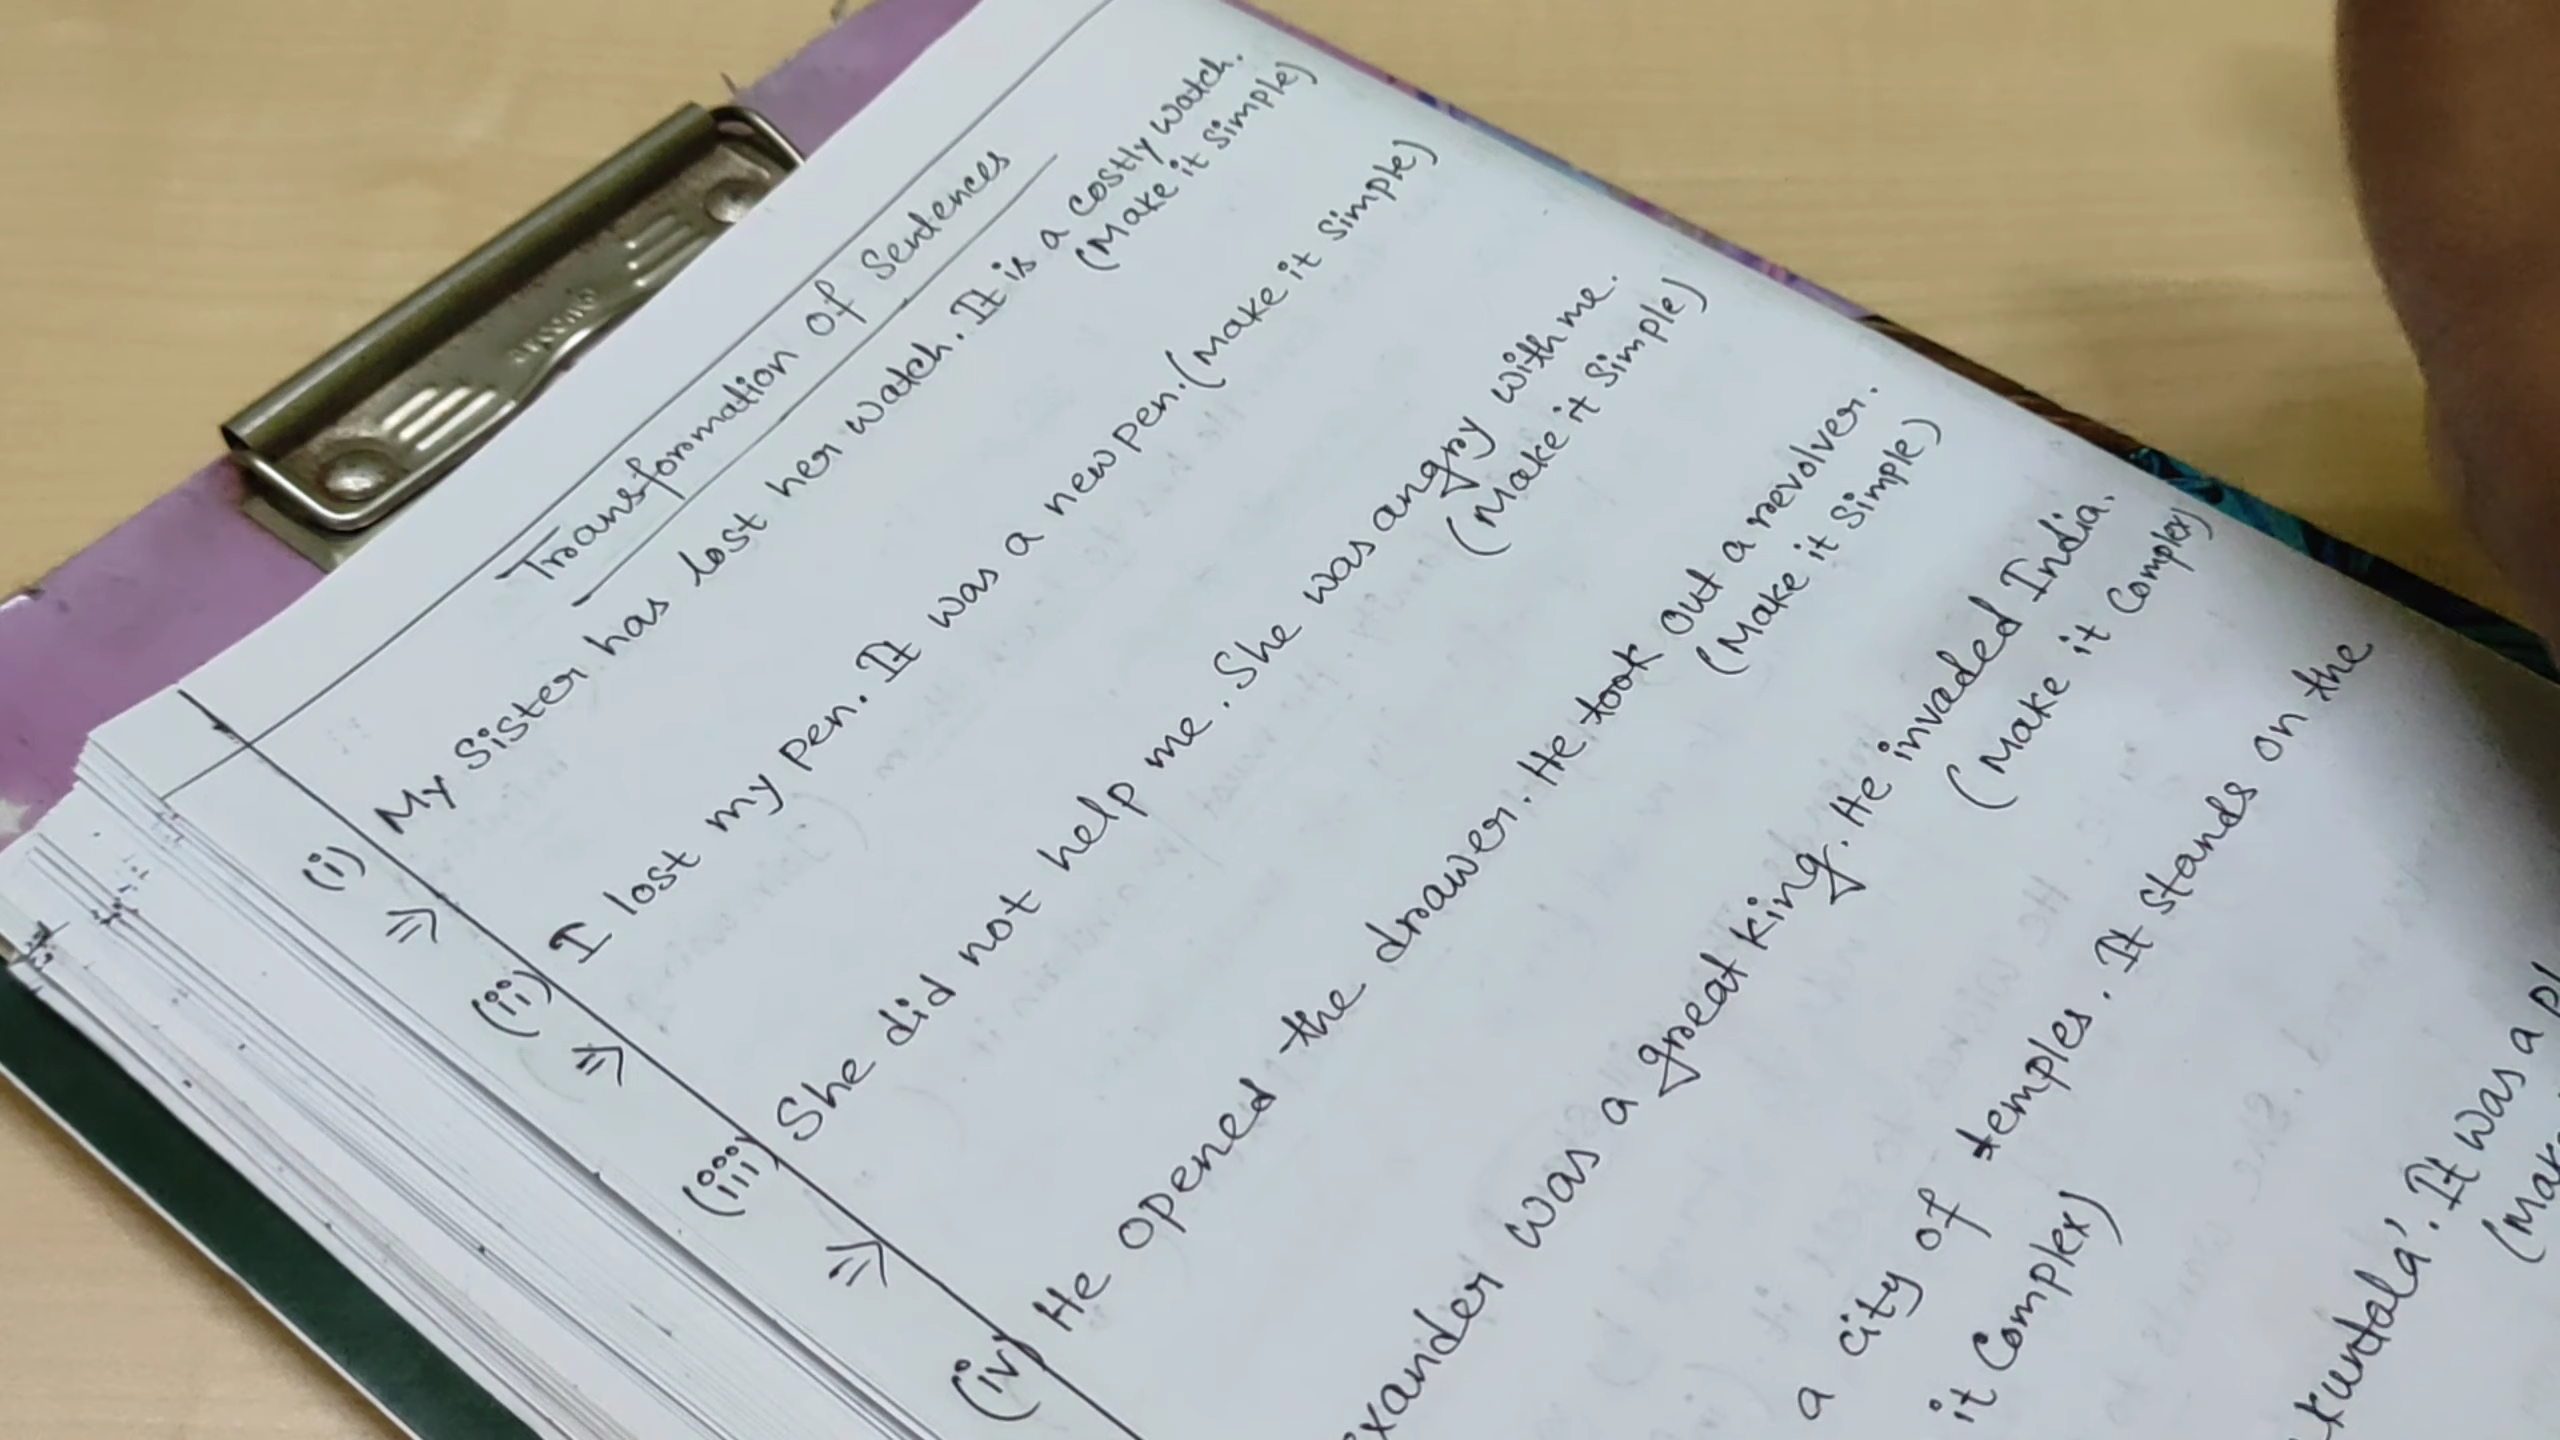 Transformation of Sentences
(i) My Sister has lost her watch. It is a costly watch.
(Make it Simple)
⇒
(ii) I lost my pen. It was a new pen. (Make it Simple)
⇒
(iii) She did not help me. She was angry with me.
(Make it Simple)
⇒
(iv) He opened the drawer. He took out a revolver.
(Make it Simple)
was a great king. He invaded India.
(Make it Complex)
a city of temples. It stands on the
it Complex)
It was a